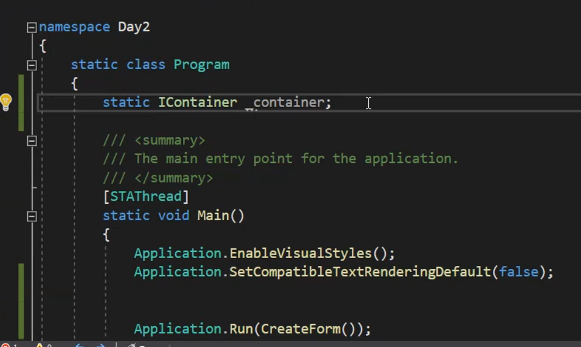 namespace Day2
{
static class Program
{
static IContainer _container;
/// <summary>
/// The main entry point for the application.
/// </summary>
[STAThread]
static void Main()
{
Application.EnableVisualStyles();
Application.SetCompatibleTextRenderingDefault(false);
Application.Run(CreateForm());